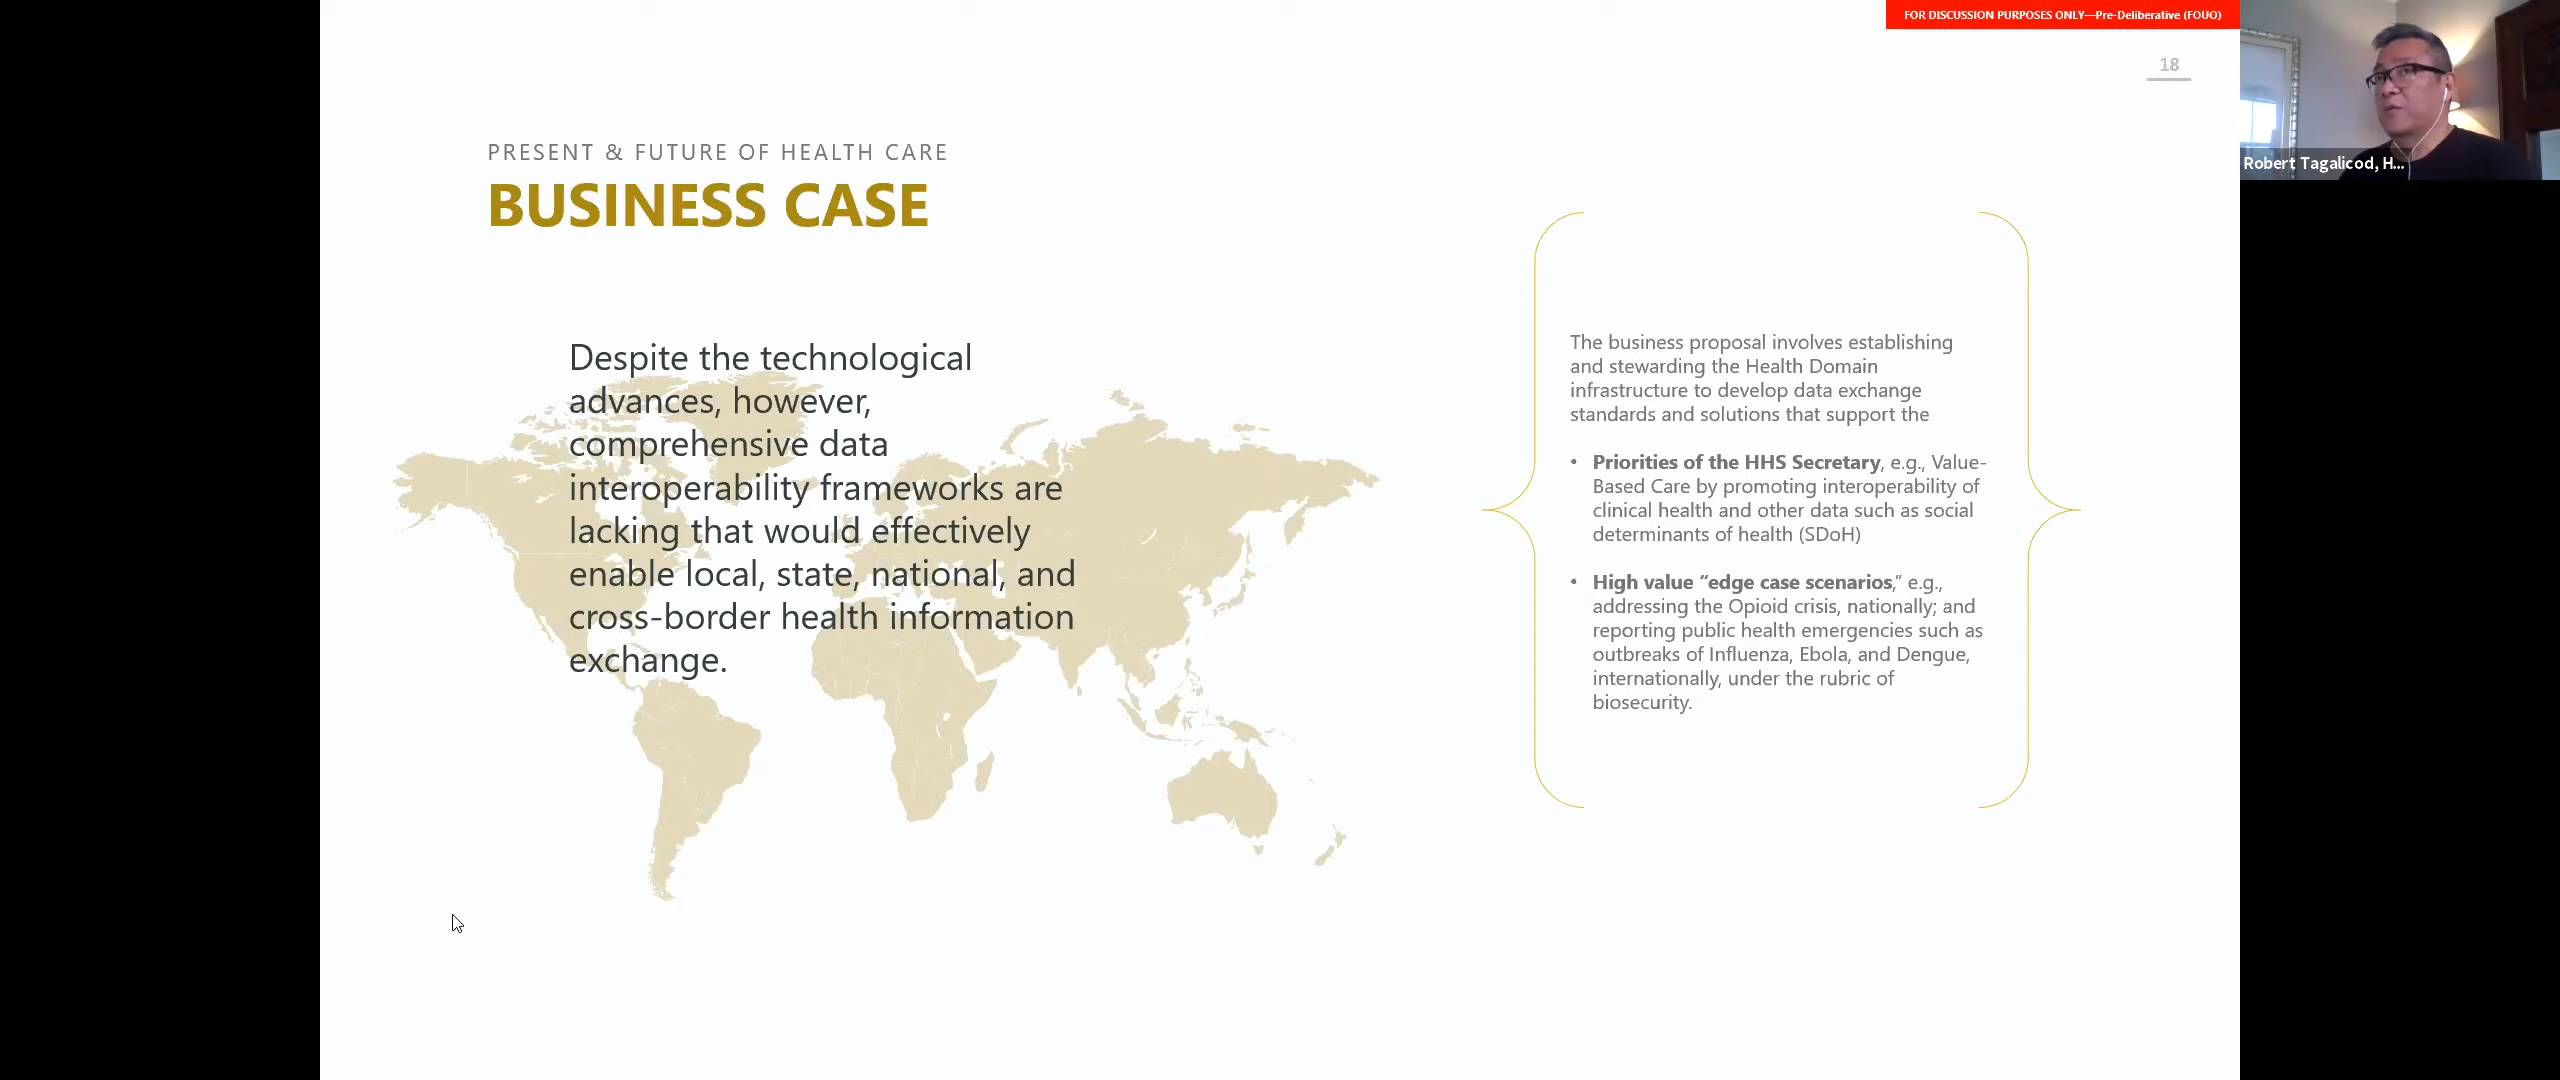 FOR DISCUSSION PURPOSES ONLY—Pre-Deliberative (FOUO)
18
PRESENT & FUTURE OF HEALTH CARE
BUSINESS CASE
Despite the technological
advances, however,
comprehensive data
interoperability frameworks are
lacking that would effectively
enable local, state, national, and
cross-border health information
exchange.
The business proposal involves establishing
and stewarding the Health Domain
infrastructure to develop data exchange
standards and solutions that support the
• Priorities of the HHS Secretary, e.g., Value-
Based Care by promoting interoperability of
clinical health and other data such as social
determinants of health (SDoH)
• High value “edge case scenarios,” e.g.,
addressing the Opioid crisis, nationally; and
reporting public health emergencies such as
outbreaks of Influenza, Ebola, and Dengue,
internationally, under the rubric of
biosecurity.
Robert Tagalicod, H...